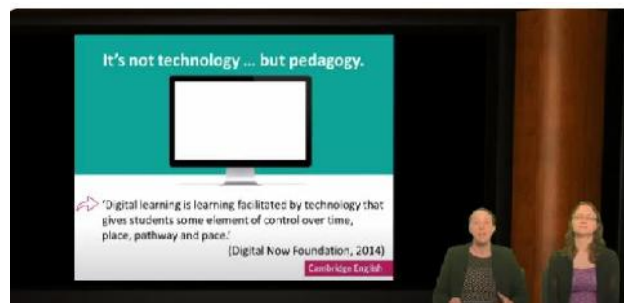 It's not technology ... but pedagogy.
'Digital learning is learning facilitated by technology that
gives students some element of control over time,
place, pathway and pace.'
(Digital Now Foundation, 2014)
Cambridge English